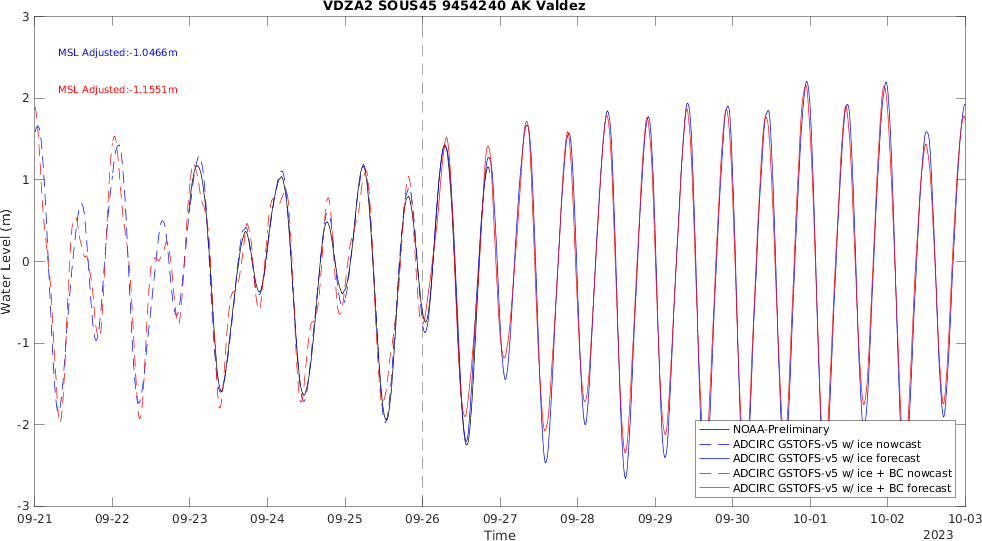 VDZA2 SOUS45 9454240 AK Valdez
MSL Adjusted:-1.0466m
MSL Adjusted:-1.1551m
Water Level (m)
3
2
1
0
-1
-2
-3
NOAA-Preliminary
ADCIRC GSTOFS-v5 w/ ice nowcast
ADCIRC GSTOFS-v5 w/ ice forecast
ADCIRC GSTOFS-v5 w/ ice + BC nowcast
ADCIRC GSTOFS-v5 w/ ice + BC forecast
09-21 09-22 09-23 09-24 09-25 09-26 09-27 09-28 09-29 09-30 10-01 10-02 10-03
Time
2023